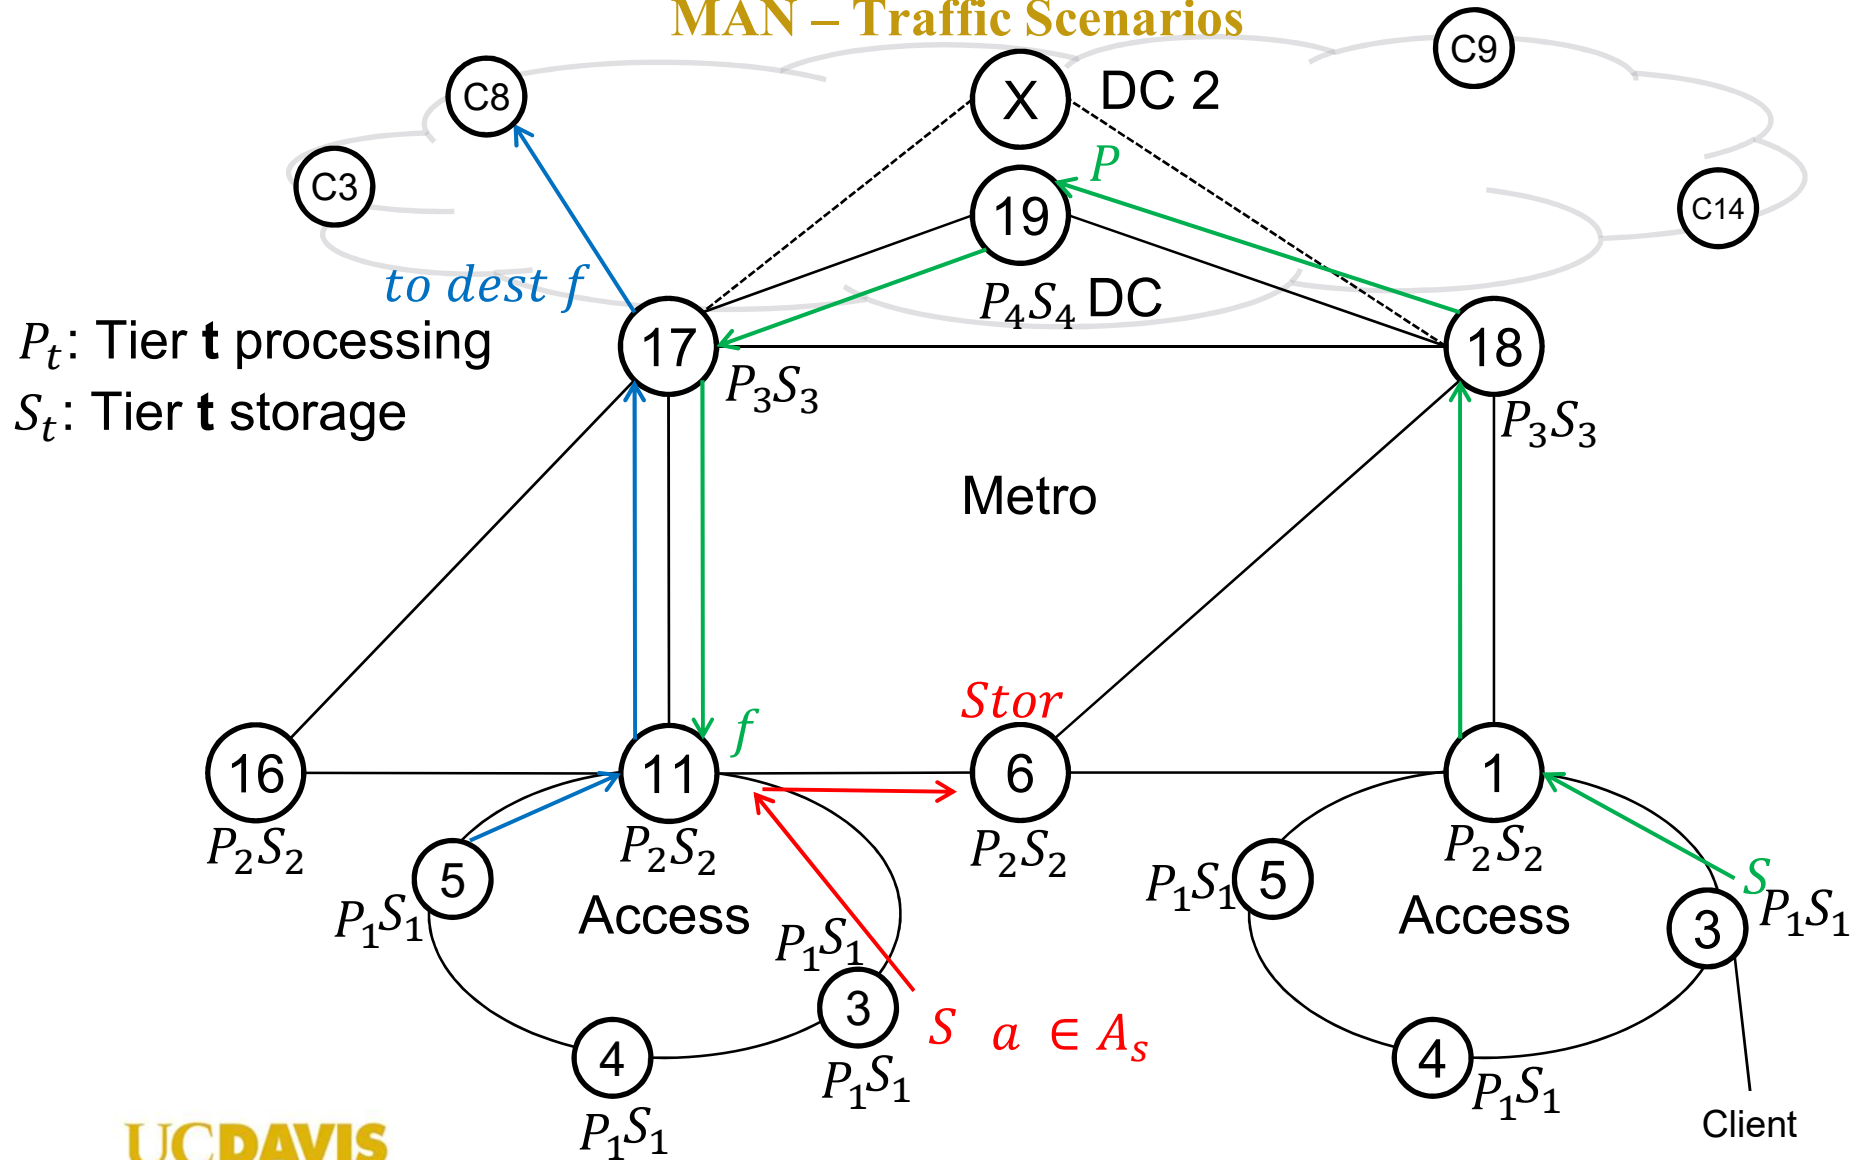 MAN – Traffic Scenarios
C9
C8
X
DC 2
P
C3
19
C14
to dest f
P₄S₄ DC
17
18
Pₜ: Tier t processing
P₃S₃
Sₜ: Tier t storage
P₃S₃
Metro
Stor
f
16
11
6
1
P₂S₂
P₂S₂
P₂S₂
P₂S₂
5
P₁S₁
5
S
P₁S₁
Access
Access
P₁S₁
P₁S₁
3
3
S a ∈ Aₛ
4
4
P₁S₁
P₁S₁
P₁S₁
Client
UCDAVIS